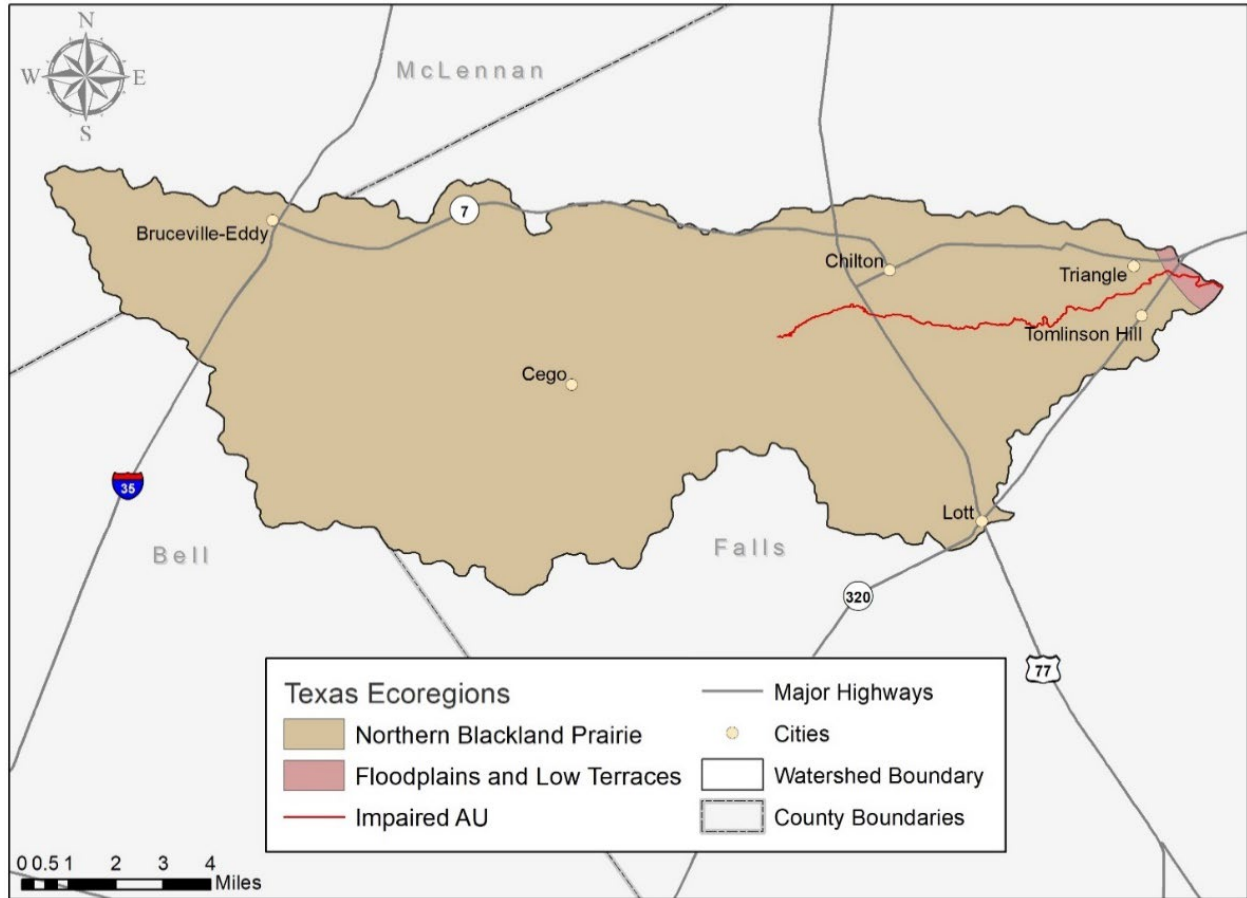 N
W E
S
McLennan
Bruceville-Eddy
7
Chilton
Triangle
Tomlinson Hill
Cego
35
Lott
Bell
Falls
320
77
Texas Ecoregions
Northern Blackland Prairie
Floodplains and Low Terraces
Impaired AU
Major Highways
Cities
Watershed Boundary
County Boundaries
0 0.5 1 2 3 4
Miles